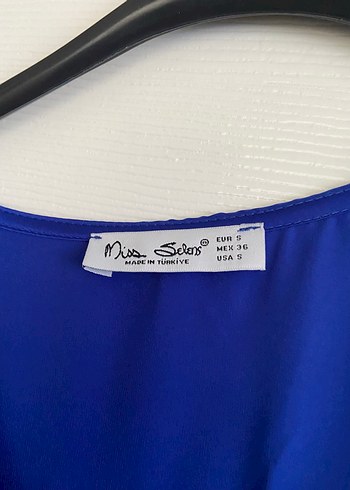 Miss Selens®
MADE IN TÜRKİYE
EUR S
MEX 36
USA S